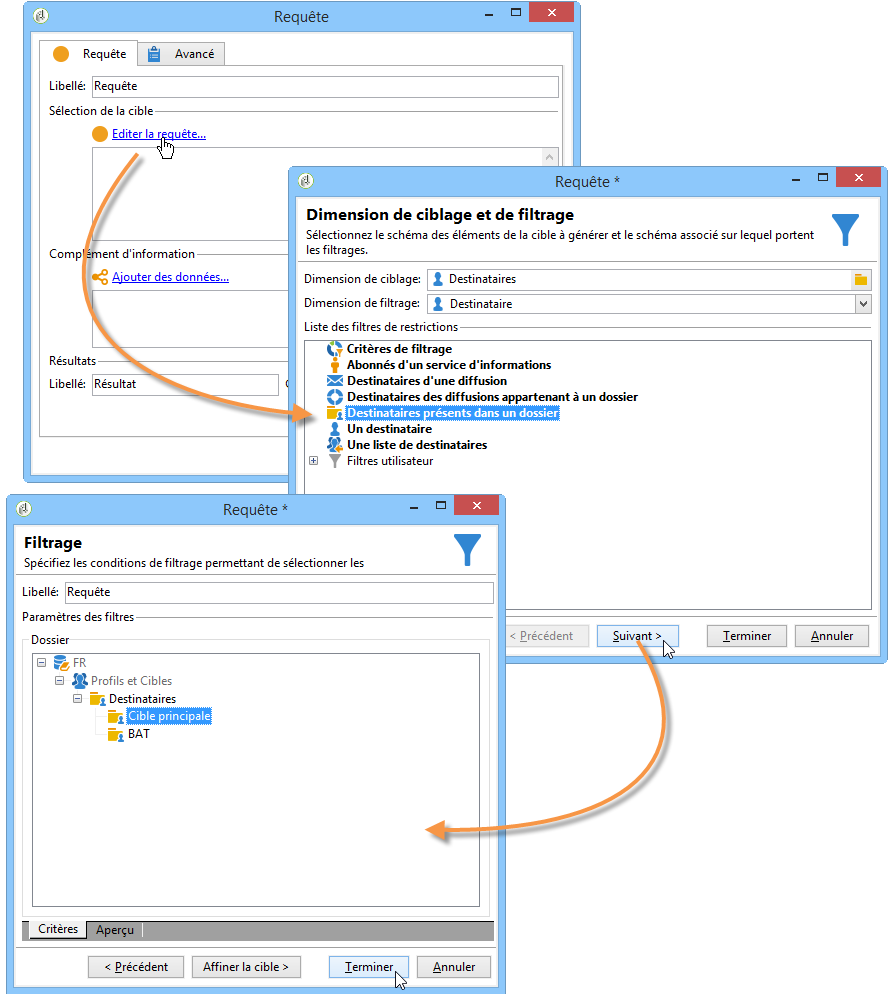 Requête
Requête Avancé
Libellé: Requête
Sélection de la cible
Editer la requête...
Complément d'information
Ajouter des données...
Résultats
Libellé: Résultat
Requête *
Dimension de ciblage et de filtrage
Sélectionnez le schéma des éléments de la cible à générer et le schéma associé sur lequel portent
les filtrages.
Dimension de ciblage: Destinataires
Dimension de filtrage: Destinataire
Liste des filtres de restrictions
Critères de filtrage
Abonnés d'un service d'informations
Destinataires d'une diffusion
Destinataires des diffusions appartenant à un dossier
Destinataires présents dans un dossier
Un destinataire
Une liste de destinataires
Filtres utilisateur
< Précédent Suivant > Terminer Annuler
Requête *
Filtrage
Spécifiez les conditions de filtrage permettant de sélectionner les
Libellé: Requête
Paramètres des filtres
Dossier
FR
Profils et Cibles
Destinataires
Cible principale
BAT
Critères Aperçu
< Précédent Affiner la cible > Terminer Annuler